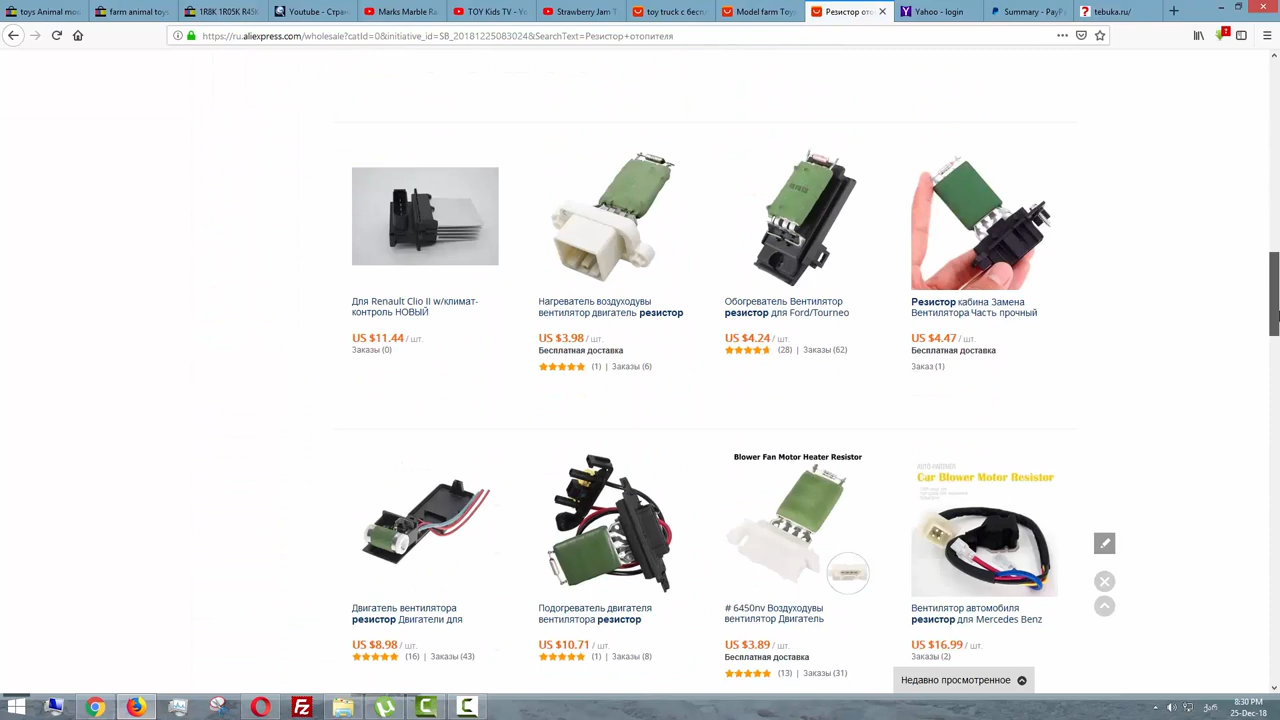 toys Animal moo
farm animal toys
1R8K 1R05K R45K
Youtube - Стран
Marks Marble Ra
TOY Kids TV - Yo
Strawberry Jam T
toy truck с бесп
Model farm Toys
Резистор ото
Yahoo - login
Summary - PayPa
tebuka.ru/
https://ru.aliexpress.com/wholesale?catId=0&initiative_id=SB_20181225083024&SearchText=Резистор+отопителя
Для Renault Clio II w/климат-
контроль НОВЫЙ
US $11.44 / шт.
Заказы (0)
Нагреватель воздуходувы
вентилятор двигатель резистор
US $3.98 / шт.
Бесплатная доставка
(1) | Заказы (6)
Обогреватель Вентилятор
резистор для Ford/Tourneo
US $4.24 / шт.
(28) | Заказы (62)
Резистор кабина Замена
Вентилятора Часть прочный
US $4.47 / шт.
Бесплатная доставка
Заказ (1)
Двигатель вентилятора
резистор Двигатели для
US $8.98 / шт.
(16) | Заказы (43)
Подогреватель двигателя
вентилятора резистор
US $10.71 / шт.
(1) | Заказы (8)
Blower Fan Motor Heater Resistor
# 6450nv Воздуходувы
вентилятор Двигатель
US $3.89 / шт.
Бесплатная доставка
(13) | Заказы (31)
AUTO-PARTNER
Car Blower Motor Resistor
Вентилятор автомобиля
резистор для Mercedes Benz
US $16.99 / шт.
Заказы (2)
Недавно просмотренное
8:30 PM
25-Dec-18